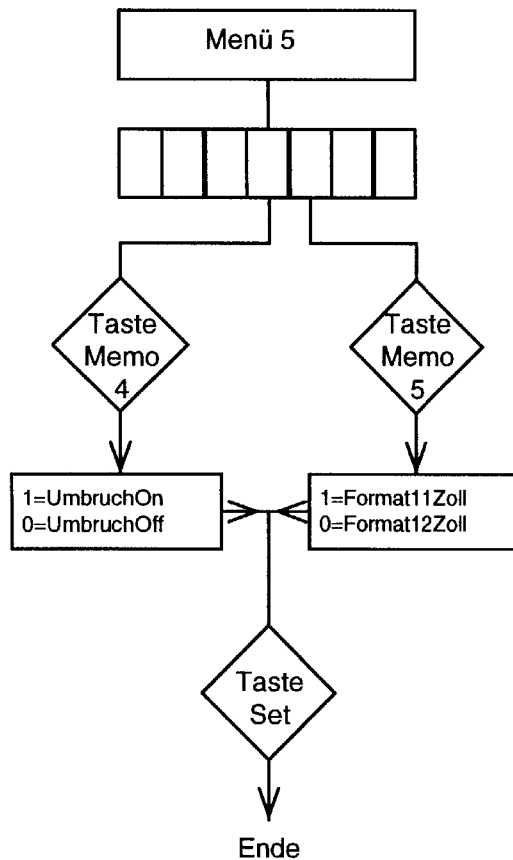 Menü 5
Taste
Memo
4
Taste
Memo
5
1=UmbruchOn
0=UmbruchOff
1=Format11Zoll
0=Format12Zoll
Taste
Set
Ende